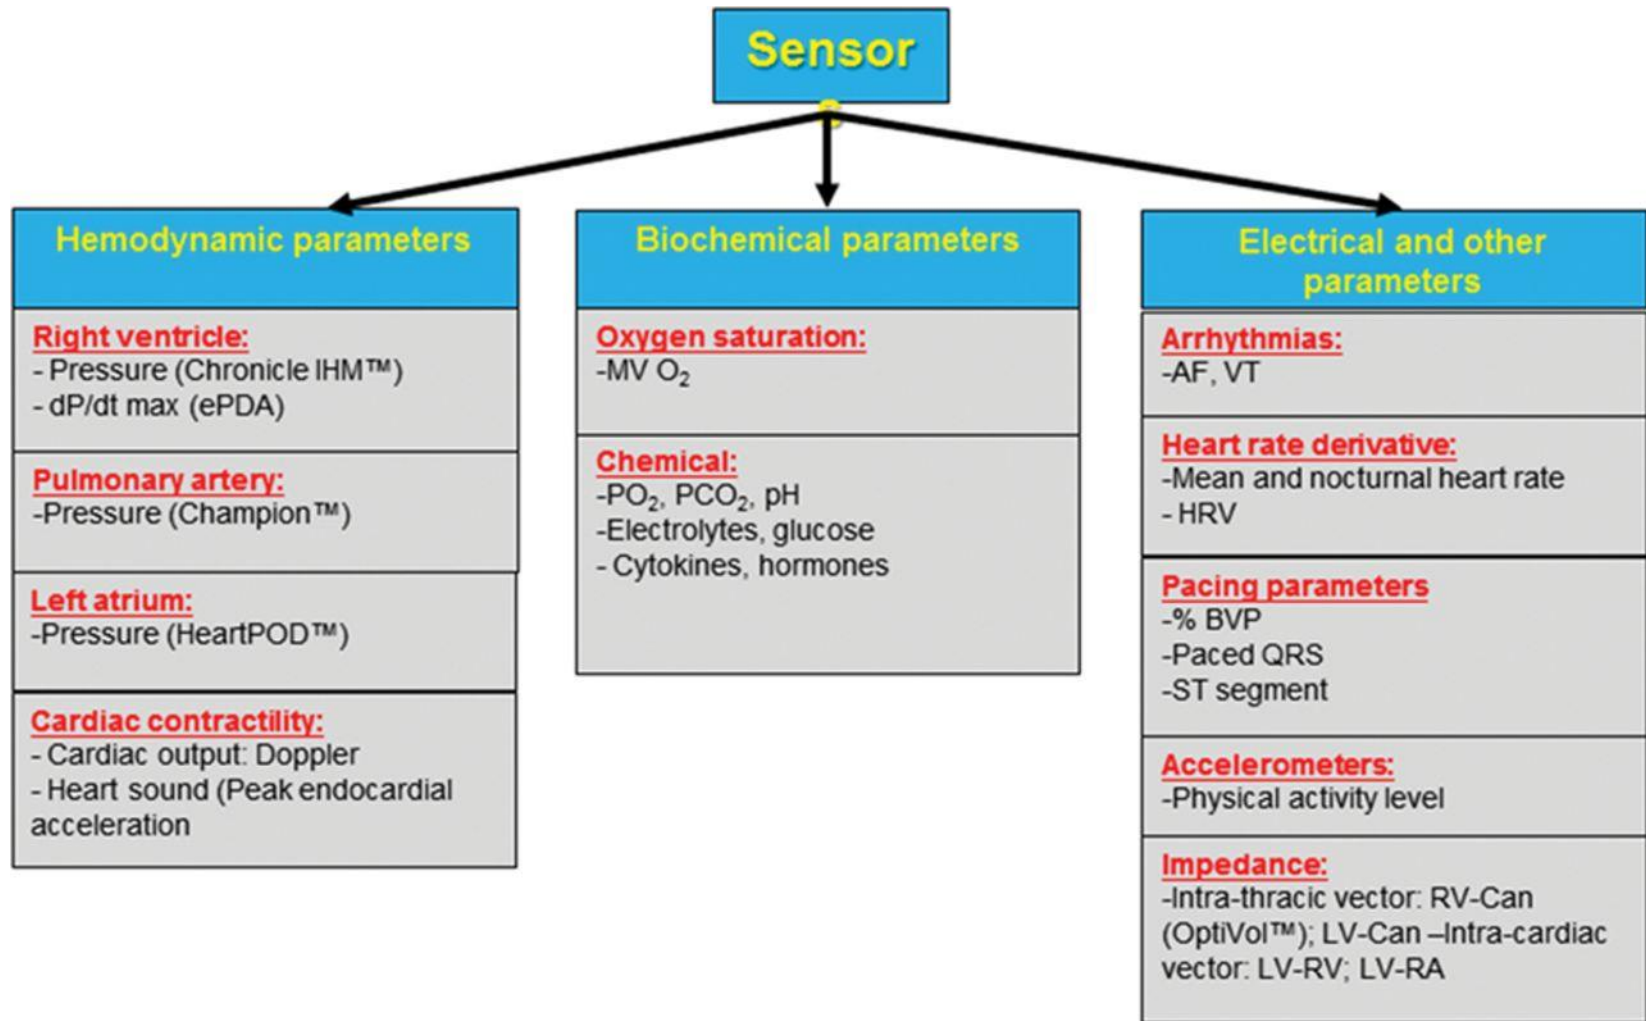 Sensor
s
Hemodynamic parameters
Right ventricle:
- Pressure (Chronicle IHM™)
- dP/dt max (ePDA)
Pulmonary artery:
-Pressure (Champion™)
Left atrium:
-Pressure (HeartPOD™)
Cardiac contractility:
- Cardiac output: Doppler
- Heart sound (Peak endocardial
acceleration
Biochemical parameters
Oxygen saturation:
-MV O₂
Chemical:
-PO₂, PCO₂, pH
-Electrolytes, glucose
- Cytokines, hormones
Electrical and other
parameters
Arrhythmias:
-AF, VT
Heart rate derivative:
-Mean and nocturnal heart rate
- HRV
Pacing parameters
-% BVP
-Paced QRS
-ST segment
Accelerometers:
-Physical activity level
Impedance:
-Intra-thracic vector: RV-Can
(OptiVol™); LV-Can –Intra-cardiac
vector: LV-RV; LV-RA